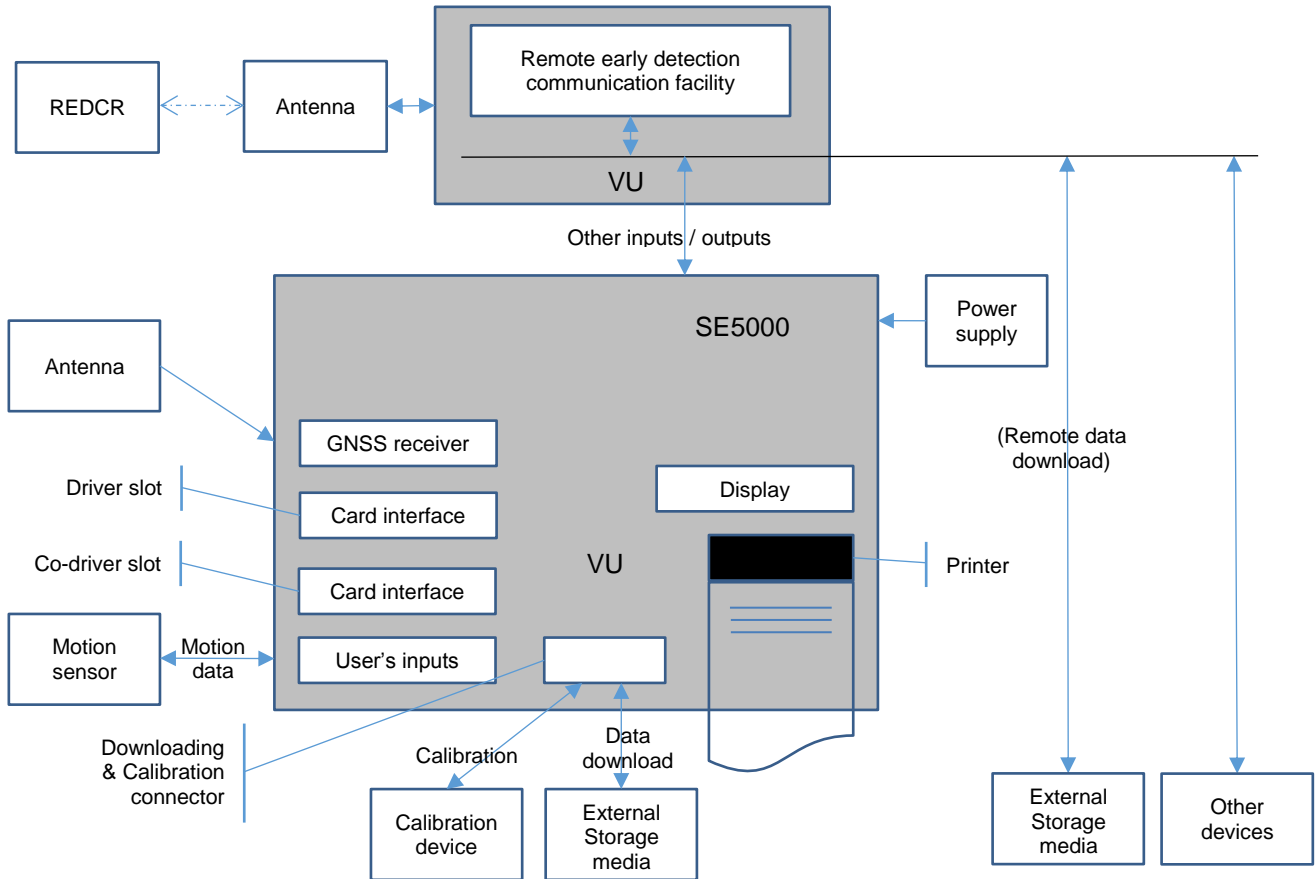 Remote early detection
communication facility
REDCR
Antenna
VU
Other inputs / outputs
SE5000
Power
supply
Antenna
GNSS receiver
(Remote data
download)
Driver slot
Display
Card interface
Co-driver slot
VU
Printer
Card interface
Motion
sensor
Motion
data
User's inputs
Downloading
& Calibration
connector
Calibration
Data
download
Calibration
device
External
Storage
media
External
Storage
media
Other
devices